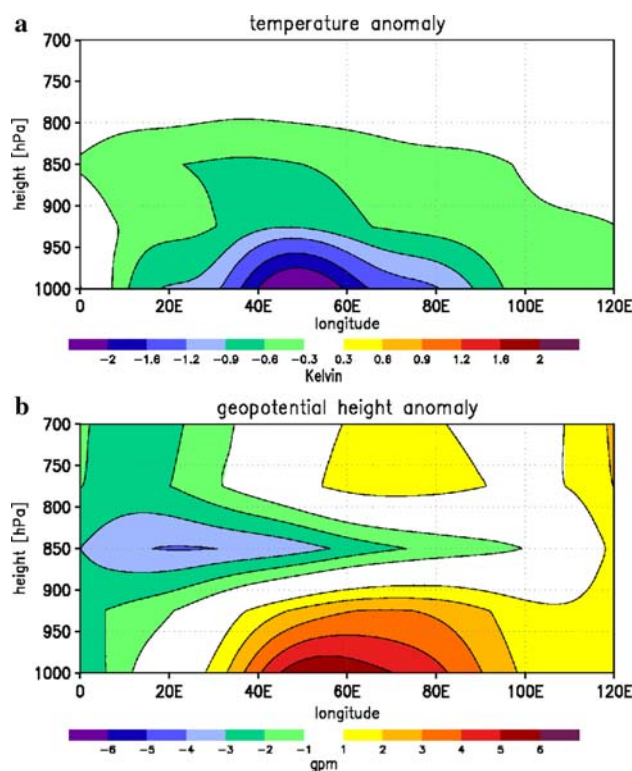 a
temperature anomaly
height [hPa]
700
750
800
850
900
950
1000
0 20E 40E 60E 80E 100E 120E
longitude
-2 -1.6 -1.2 -0.9 -0.6 -0.3 0.3 0.6 0.9 1.2 1.6 2
Kelvin
b
geopotential height anomaly
height [hPa]
700
750
800
850
900
950
1000
0 20E 40E 60E 80E 100E 120E
longitude
-6 -5 -4 -3 -2 -1 1 2 3 4 5 6
gpm